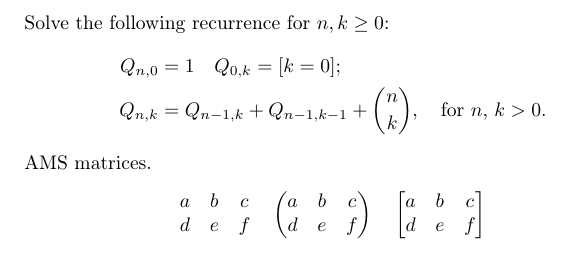 Solve the following recurrence for n, k ≥ 0:
Q_{n,0} = 1   Q_{0,k} = [k = 0];
Q_{n,k} = Q_{n−1,k} + Q_{n−1,k−1} + \binom{n}{k},   for n, k > 0.
AMS matrices.
a b c   (a b c)   [a b c]
d e f   (d e f)   [d e f]